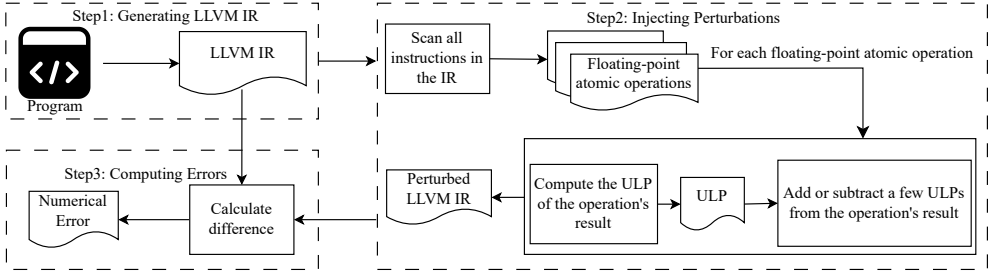 Step1: Generating LLVM IR
</>
Program
LLVM IR
Step2: Injecting Perturbations
Scan all
instructions in
the IR
Floating-point
atomic operations
For each floating-point atomic operation
Compute the ULP
of the operation's
result
ULP
Add or subtract a few ULPs
from the operation's result
Perturbed
LLVM IR
Step3: Computing Errors
Calculate
difference
Numerical
Error